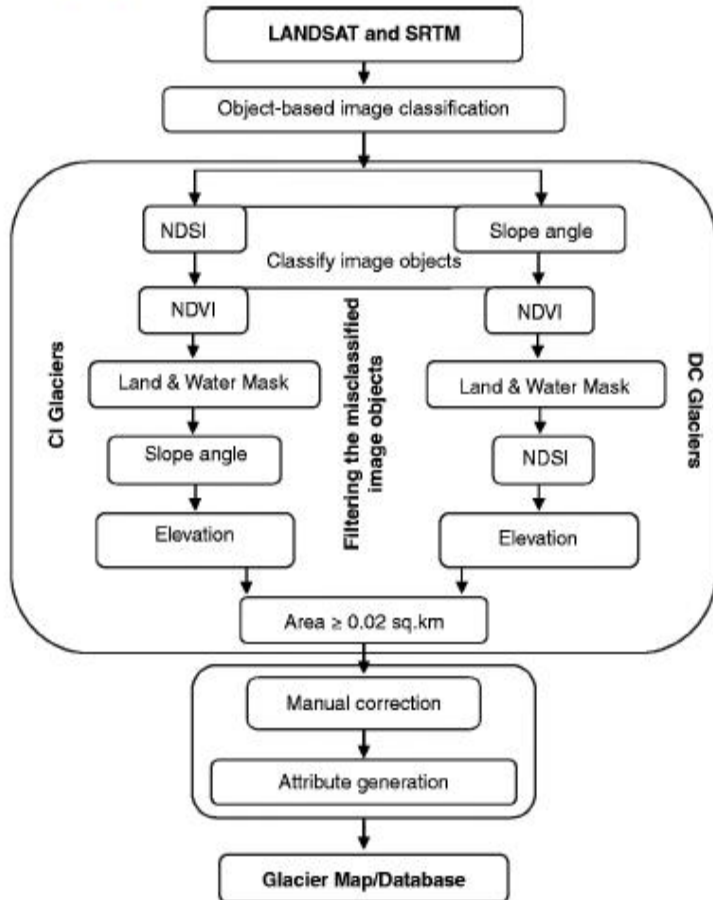 LANDSAT and SRTM
Object-based image classification
NDSI
Slope angle
Classify image objects
NDVI
NDVI
Land & Water Mask
Land & Water Mask
Slope angle
NDSI
Elevation
Elevation
CI Glaciers
Filtering the misclassified
image objects
DC Glaciers
Area ≥ 0.02 sq.km
Manual correction
Attribute generation
Glacier Map/Database